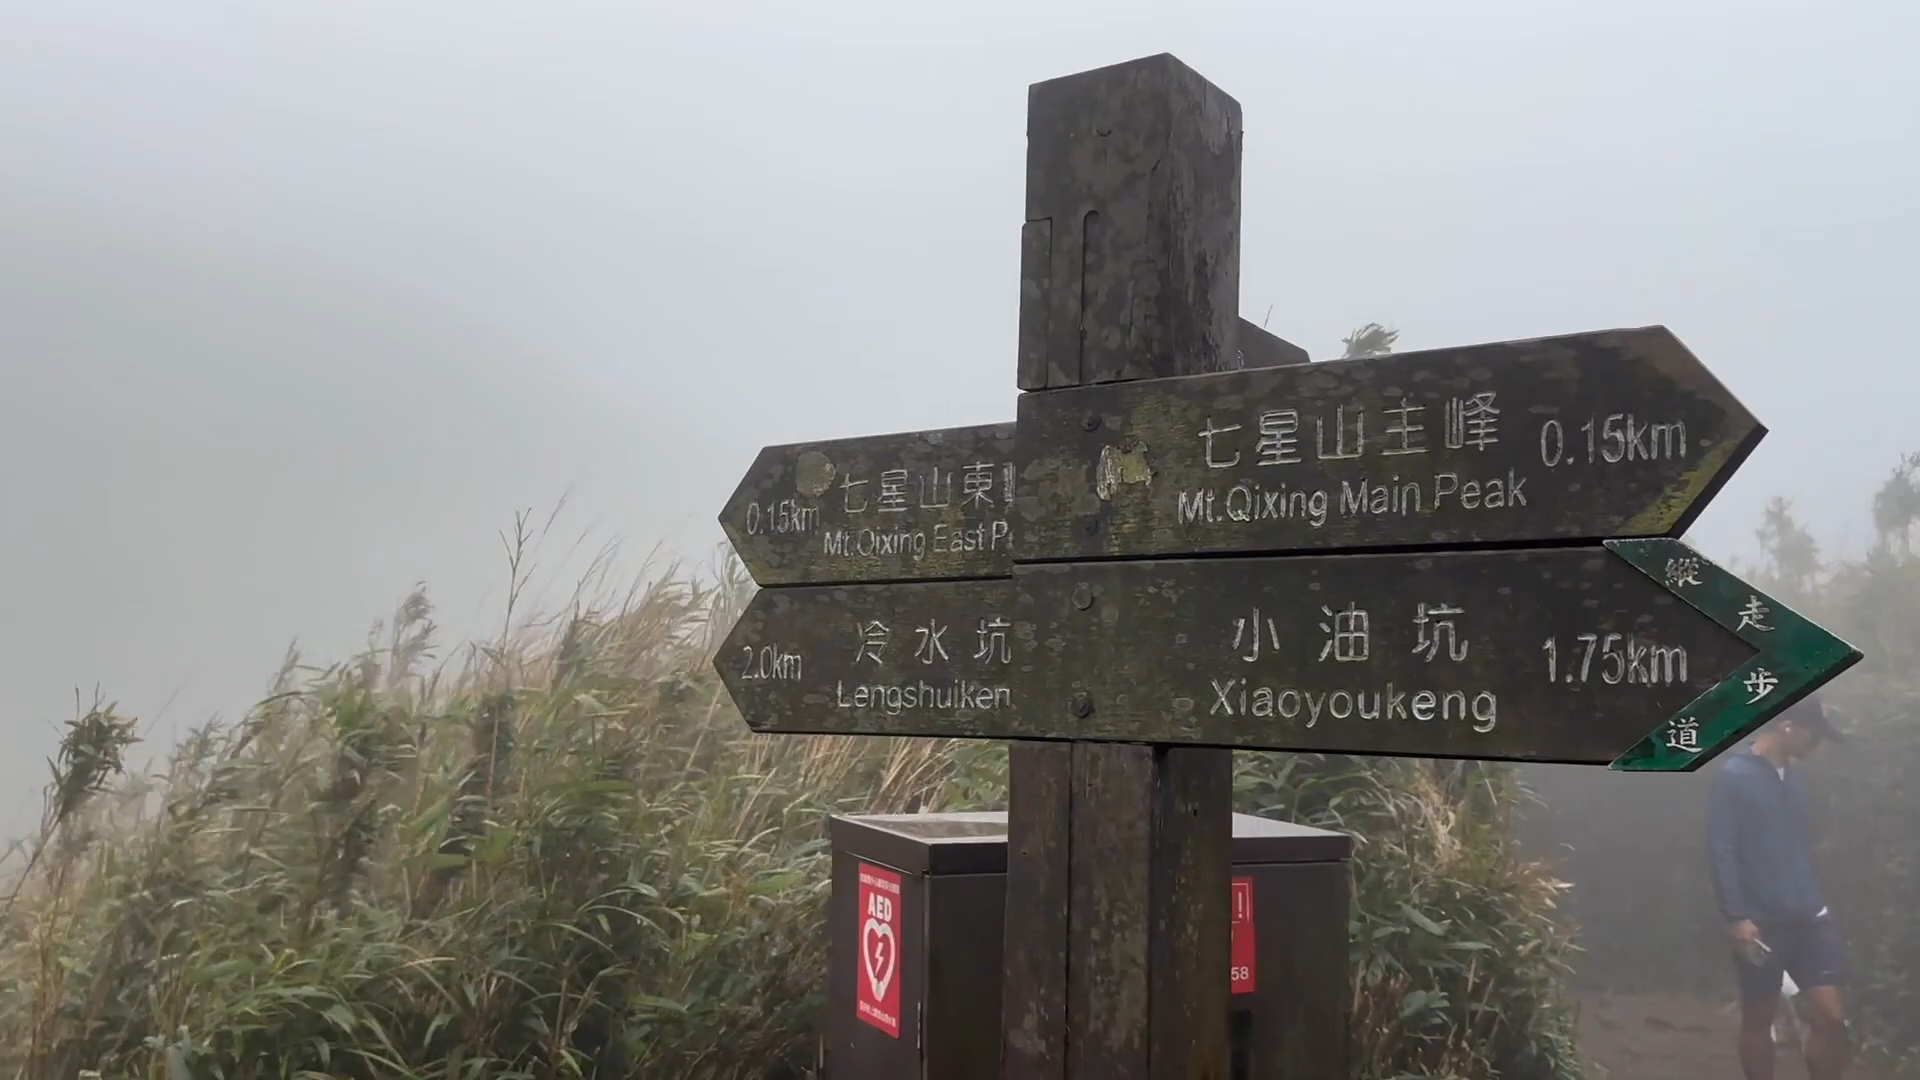 七星山主峰 0.15km
Mt.Qixing Main Peak
0.15km 七星山東
Mt.Qixing East
小油坑 1.75km
Xiaoyoukeng
縱走步道
2.0km 冷水坑
Lengshuiken
AED
58